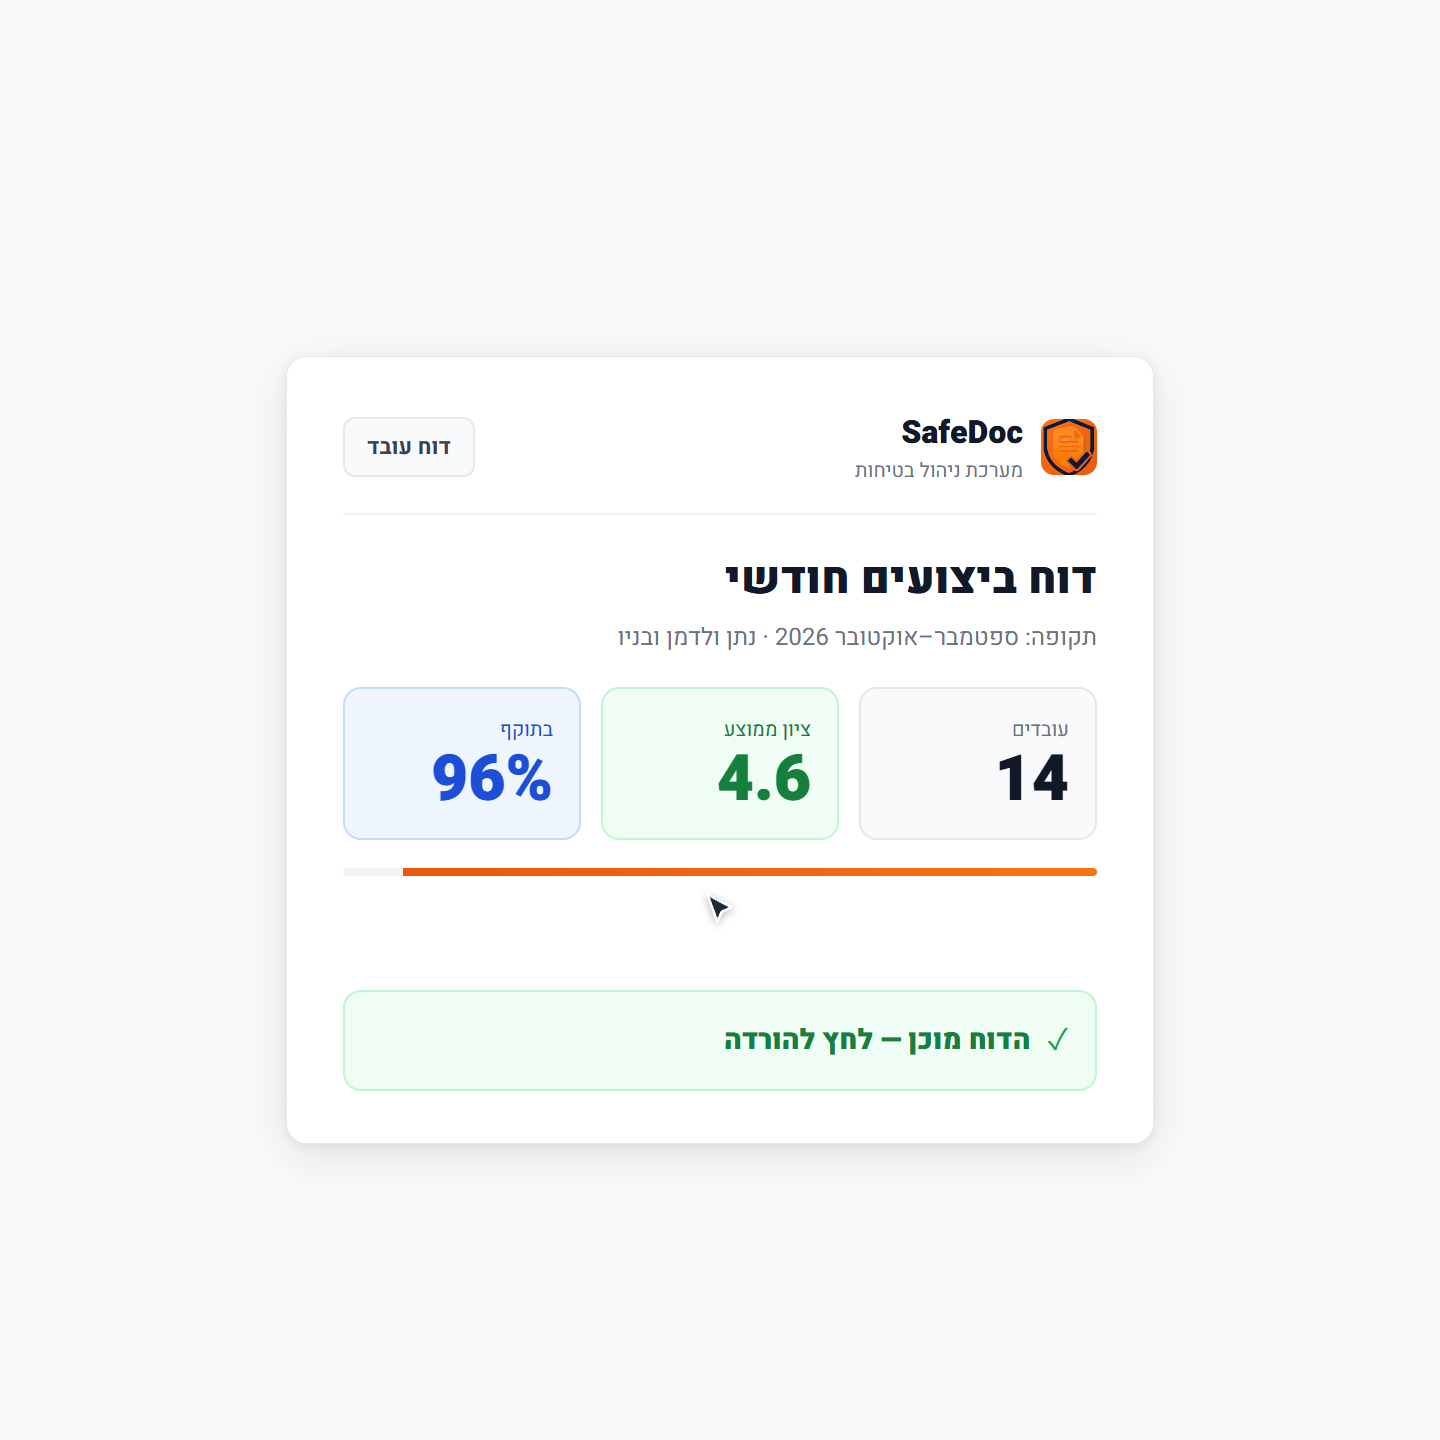 SafeDoc
מערכת ניהול בטיחות
דוח עובד
דוח ביצועים חודשי
תקופה: ספטמבר–אוקטובר 2026 · נתן ולדמן ובניו
עובדים
14
ציון ממוצע
4.6
בתוקף
96%
✓ הדוח מוכן – לחץ להורדה